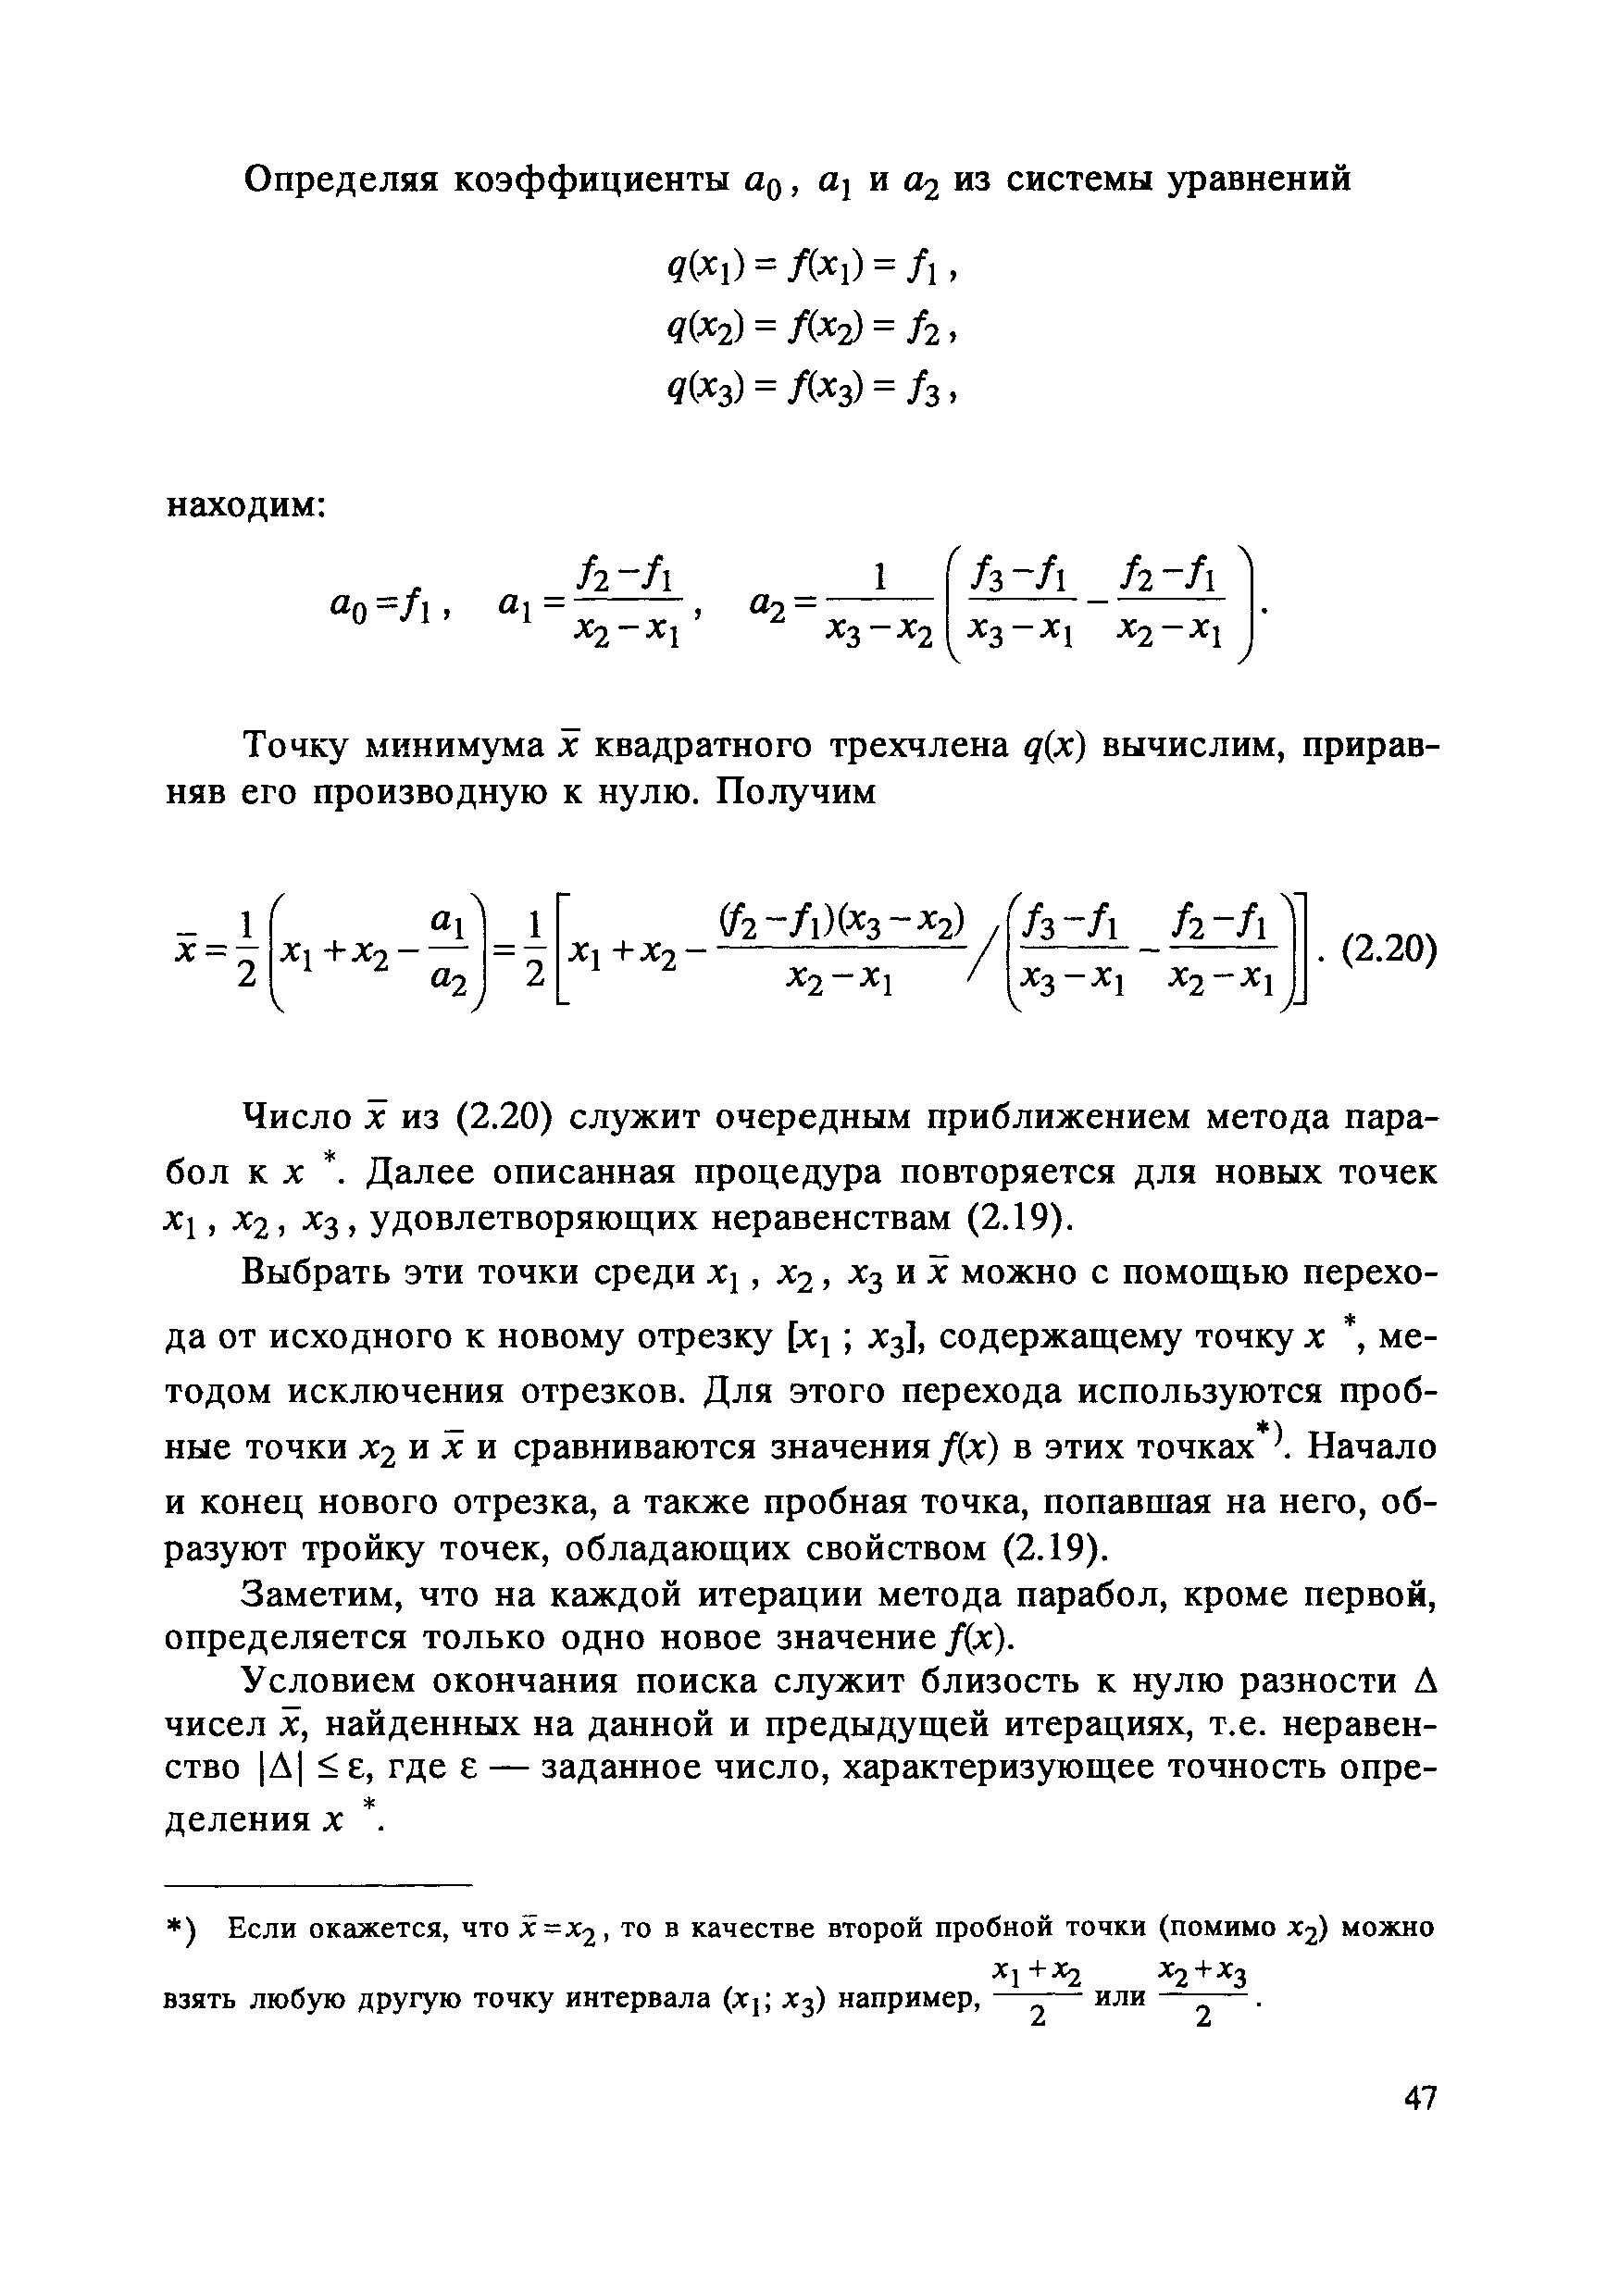 Определяя коэффициенты a₀, a₁ и a₂ из системы уравнений
q(x₁) = f(x₁) = f₁,
q(x₂) = f(x₂) = f₂,
q(x₃) = f(x₃) = f₃,
находим:
a₀ = f₁, a₁ = (f₂ − f₁)/(x₂ − x₁), a₂ = 1/(x₃ − x₂) ( (f₃ − f₁)/(x₃ − x₁) − (f₂ − f₁)/(x₂ − x₁) ).
Точку минимума x̄ квадратного трехчлена q(x) вычислим, прирав-
няв его производную к нулю. Получим
x̄ = 1/2 ( x₁ + x₂ − a₁/a₂ ) = 1/2 [ x₁ + x₂ − (f₂ − f₁)(x₃ − x₂)/(x₂ − x₁) / ( (f₃ − f₁)/(x₃ − x₁) − (f₂ − f₁)/(x₂ − x₁) ) ]. (2.20)
Число x̄ из (2.20) служит очередным приближением метода пара-
бол к x *. Далее описанная процедура повторяется для новых точек
x₁, x₂, x₃, удовлетворяющих неравенствам (2.19).
Выбрать эти точки среди x₁, x₂, x₃ и x̄ можно с помощью перехо-
да от исходного к новому отрезку [x₁ ; x₃], содержащему точку x *, ме-
тодом исключения отрезков. Для этого перехода используются проб-
ные точки x₂ и x̄ и сравниваются значения f(x) в этих точках*). Начало
и конец нового отрезка, а также пробная точка, попавшая на него, об-
разуют тройку точек, обладающих свойством (2.19).
Заметим, что на каждой итерации метода парабол, кроме первой,
определяется только одно новое значение f(x).
Условием окончания поиска служит близость к нулю разности Δ
чисел x̄, найденных на данной и предыдущей итерациях, т.е. неравен-
ство |Δ| ≤ ε, где ε — заданное число, характеризующее точность опре-
деления x *.
*) Если окажется, что x̄ = x₂, то в качестве второй пробной точки (помимо x₂) можно
взять любую другую точку интервала (x₁; x₃) например, (x₁ + x₂)/2 или (x₂ + x₃)/2.
47